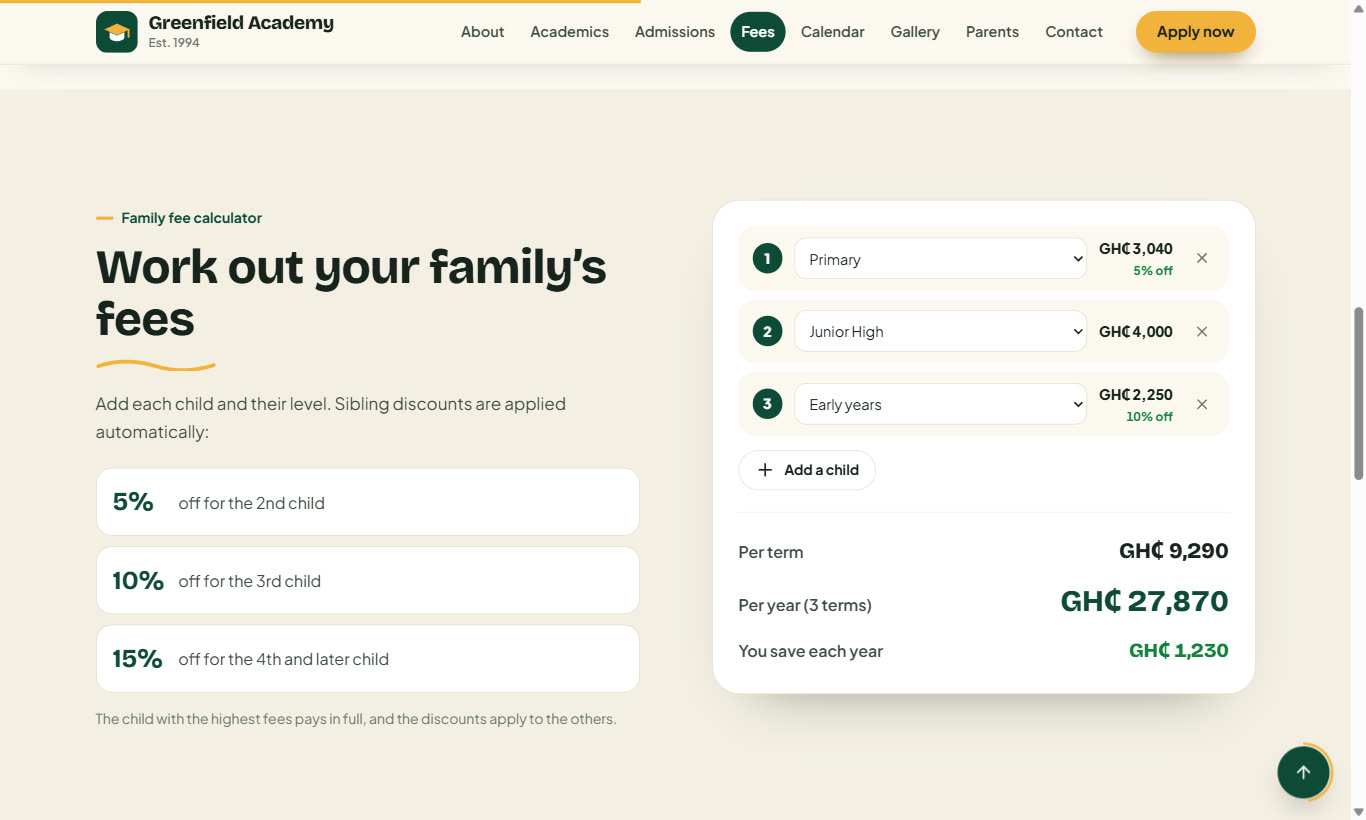 Greenfield Academy
Est. 1994
About
Academics
Admissions
Fees
Calendar
Gallery
Parents
Contact
Apply now
Family fee calculator
Work out your family’s
fees
Add each child and their level. Sibling discounts are applied
automatically:
5% off for the 2nd child
10% off for the 3rd child
15% off for the 4th and later child
The child with the highest fees pays in full, and the discounts apply to the others.
1 Primary GH₵ 3,040
5% off
2 Junior High GH₵ 4,000
3 Early years GH₵ 2,250
10% off
Add a child
Per term GH₵ 9,290
Per year (3 terms) GH₵ 27,870
You save each year GH₵ 1,230